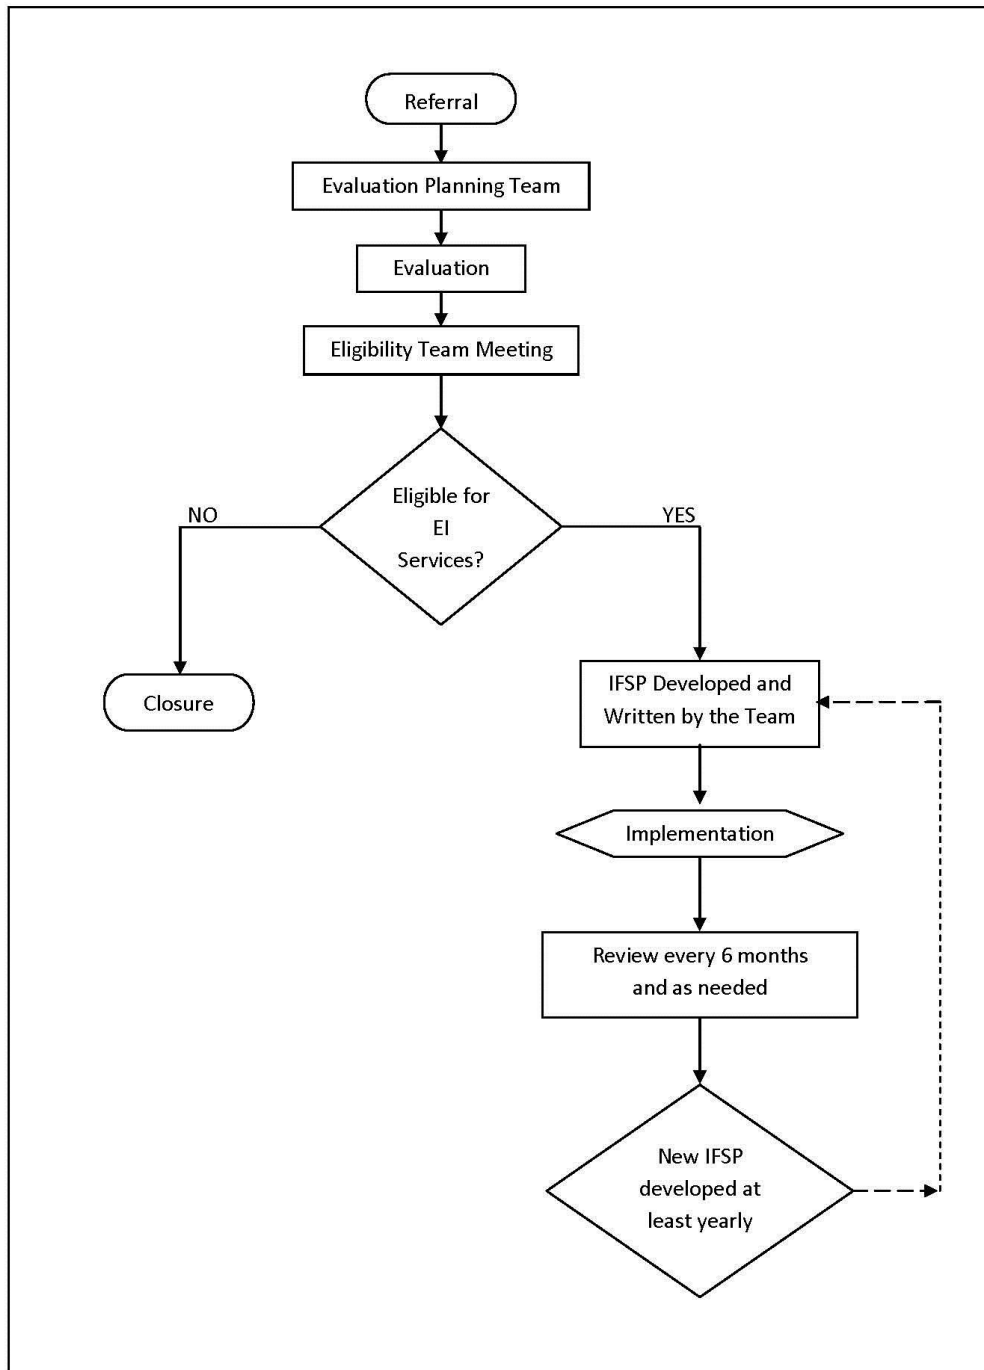 Referral
Evaluation Planning Team
Evaluation
Eligibility Team Meeting
Eligible for
EI
Services?
NO
YES
Closure
IFSP Developed and
Written by the Team
Implementation
Review every 6 months
and as needed
New IFSP
developed at
least yearly